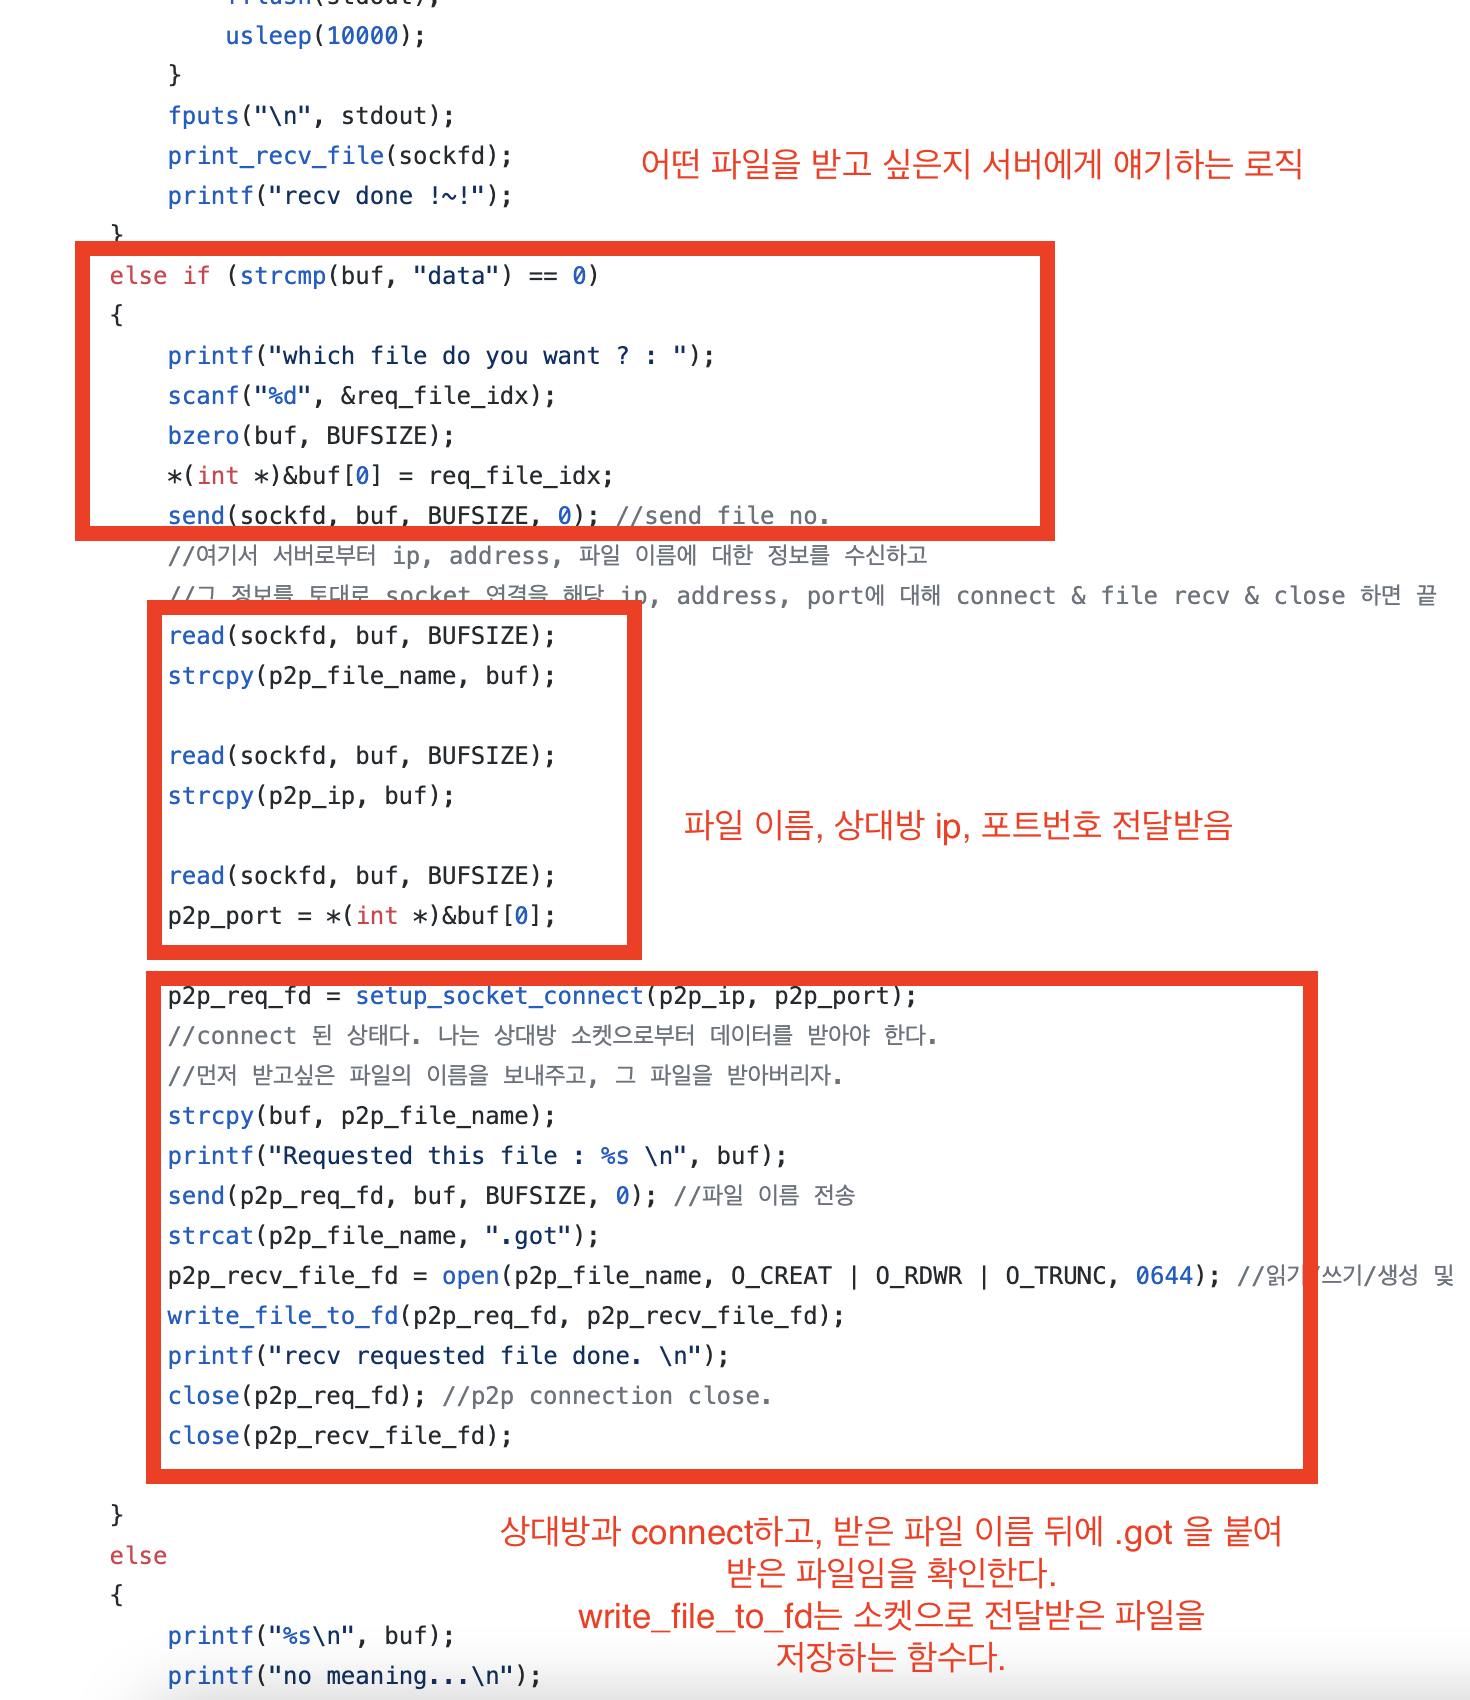 usleep(10000);
}
fputs("\n", stdout);
print_recv_file(sockfd);
어떤 파일을 받고 싶은지 서버에게 얘기하는 로직
printf("recv done !~!");
}
else if (strcmp(buf, "data") == 0)
{
printf("which file do you want ? : ");
scanf("%d", &req_file_idx);
bzero(buf, BUFSIZE);
*(int *)&buf[0] = req_file_idx;
send(sockfd, buf, BUFSIZE, 0); //send file no.
//여기서 서버로부터 ip, address, 파일 이름에 대한 정보를 수신하고
//그 정보를 토대로 socket 연결을 해당 ip, address, port에 대해 connect & file recv & close 하면 끝
read(sockfd, buf, BUFSIZE);
strcpy(p2p_file_name, buf);
read(sockfd, buf, BUFSIZE);
strcpy(p2p_ip, buf);
파일 이름, 상대방 ip, 포트번호 전달받음
read(sockfd, buf, BUFSIZE);
p2p_port = *(int *)&buf[0];
p2p_req_fd = setup_socket_connect(p2p_ip, p2p_port);
//connect 된 상태다. 나는 상대방 소켓으로부터 데이터를 받아야 한다.
//먼저 받고싶은 파일의 이름을 보내주고, 그 파일을 받아버리자.
strcpy(buf, p2p_file_name);
printf("Requested this file : %s \n", buf);
send(p2p_req_fd, buf, BUFSIZE, 0); //파일 이름 전송
strcat(p2p_file_name, ".got");
p2p_recv_file_fd = open(p2p_file_name, O_CREAT | O_RDWR | O_TRUNC, 0644); //읽기/쓰기/생성 및
write_file_to_fd(p2p_req_fd, p2p_recv_file_fd);
printf("recv requested file done. \n");
close(p2p_req_fd); //p2p connection close.
close(p2p_recv_file_fd);
}
상대방과 connect하고, 받은 파일 이름 뒤에 .got 을 붙여
else
받은 파일임을 확인한다.
{
write_file_to_fd는 소켓으로 전달받은 파일을
printf("%s\n", buf);
저장하는 함수다.
printf("no meaning...\n");